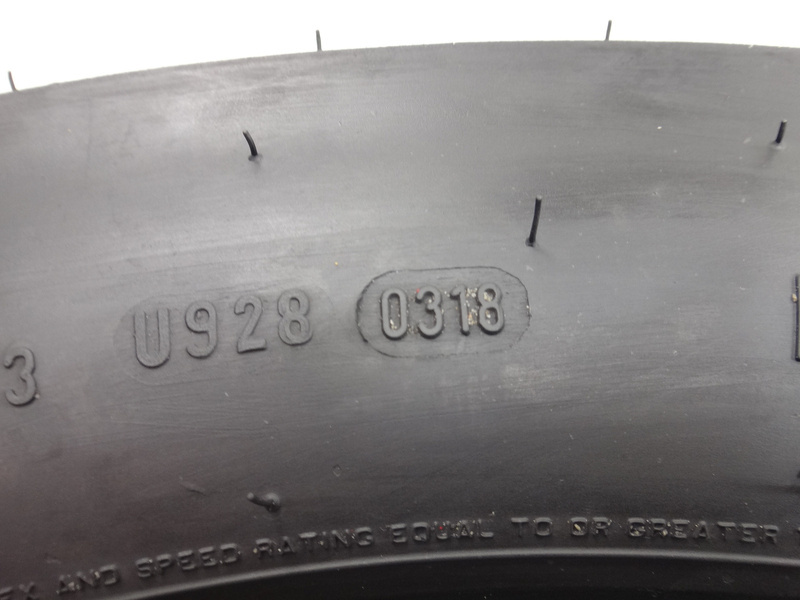 3 U928 0318
AND SPEED RATING EQUAL TO OR GREATER